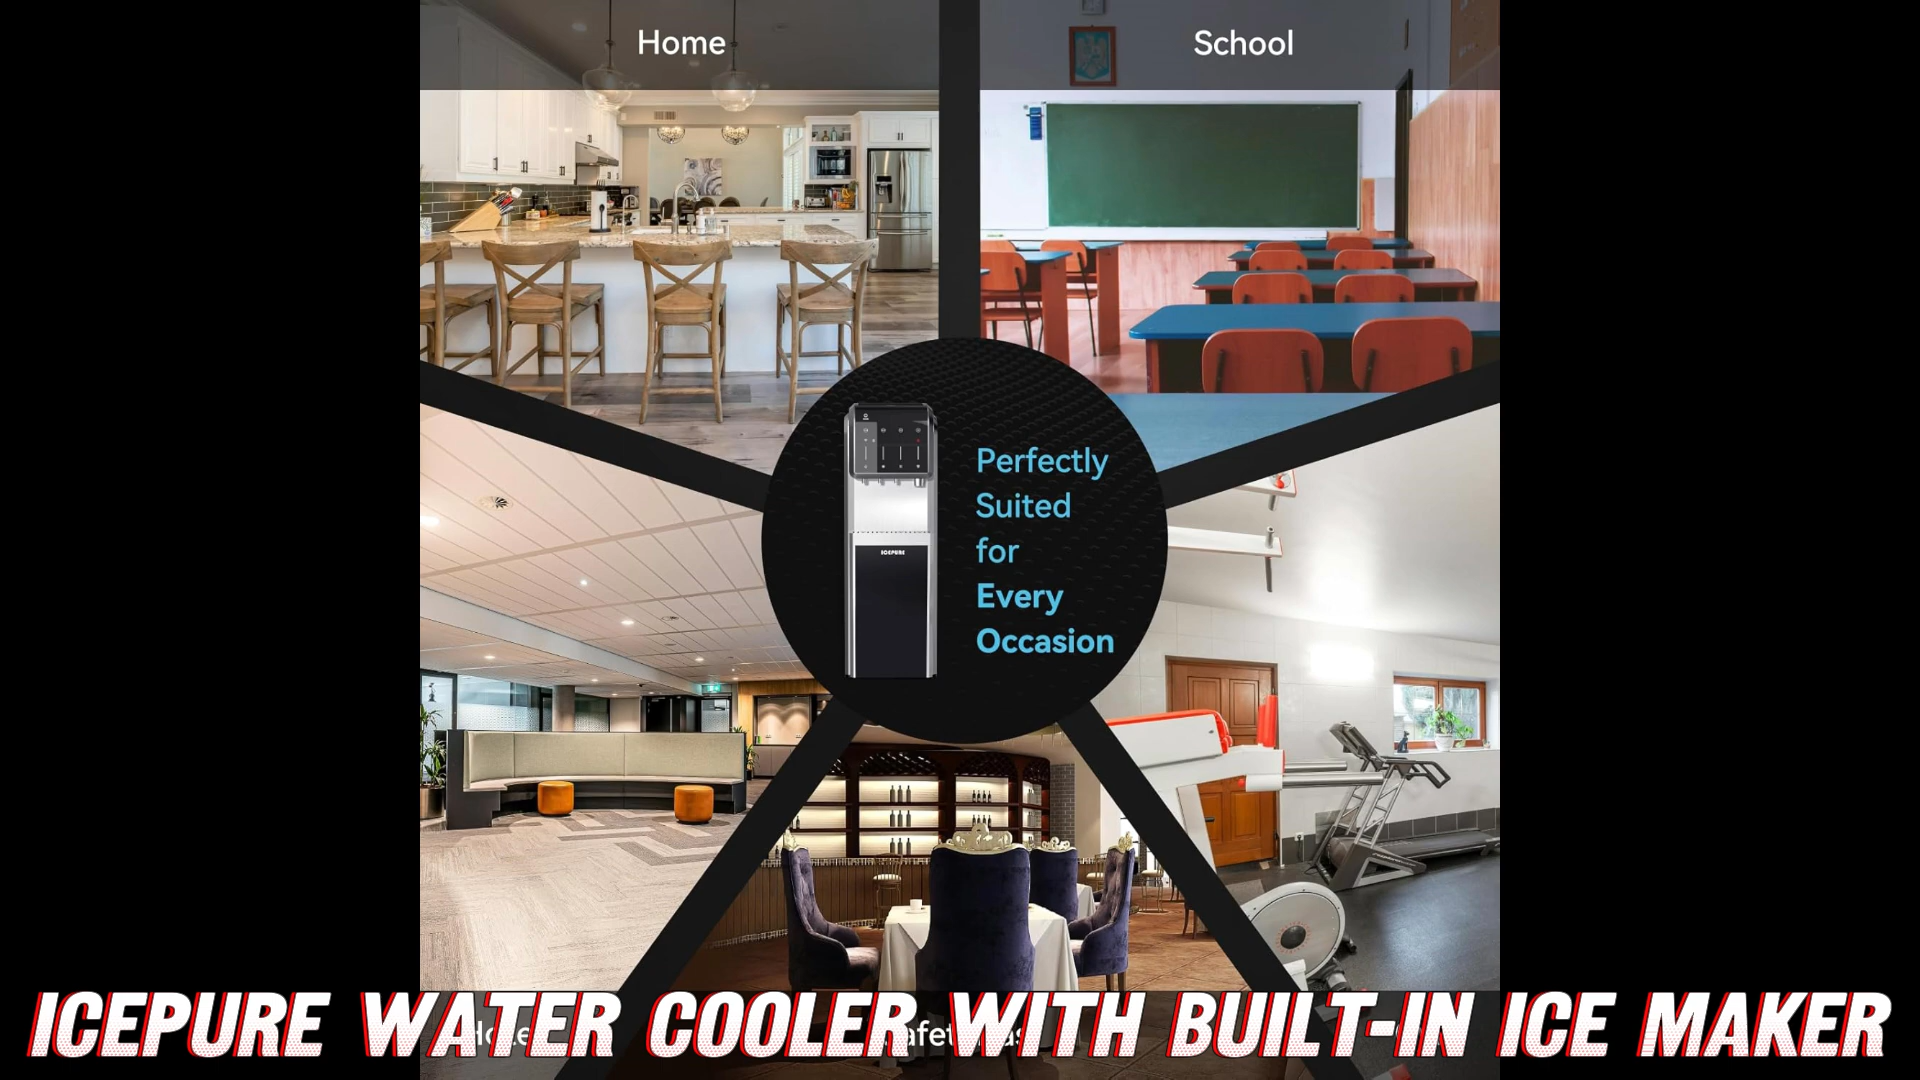 Home
School
ICEPURE
Perfectly
Suited
for
Every
Occasion
ICEPURE WATER COOLER WITH BUILT-IN ICE MAKER